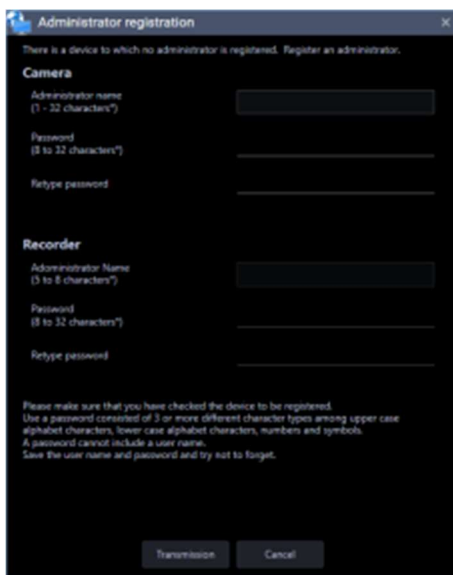 Administrator registration
There is a device to which no administrator is registered. Register an administrator.
Camera
Administrator name
(1 - 32 characters*)
Password
(8 to 32 characters*)
Retype password
Recorder
Adoministrator Name
(5 to 8 characters*)
Password
(8 to 32 characters*)
Retype password
Please make sure that you have checked the device to be registered.
Use a password consisted of 3 or more different character types among upper case
alphabet characters, lower case alphabet characters, numbers and symbols.
A password cannot include a user name.
Save the user name and password and try not to forget.
Transmission
Cancel